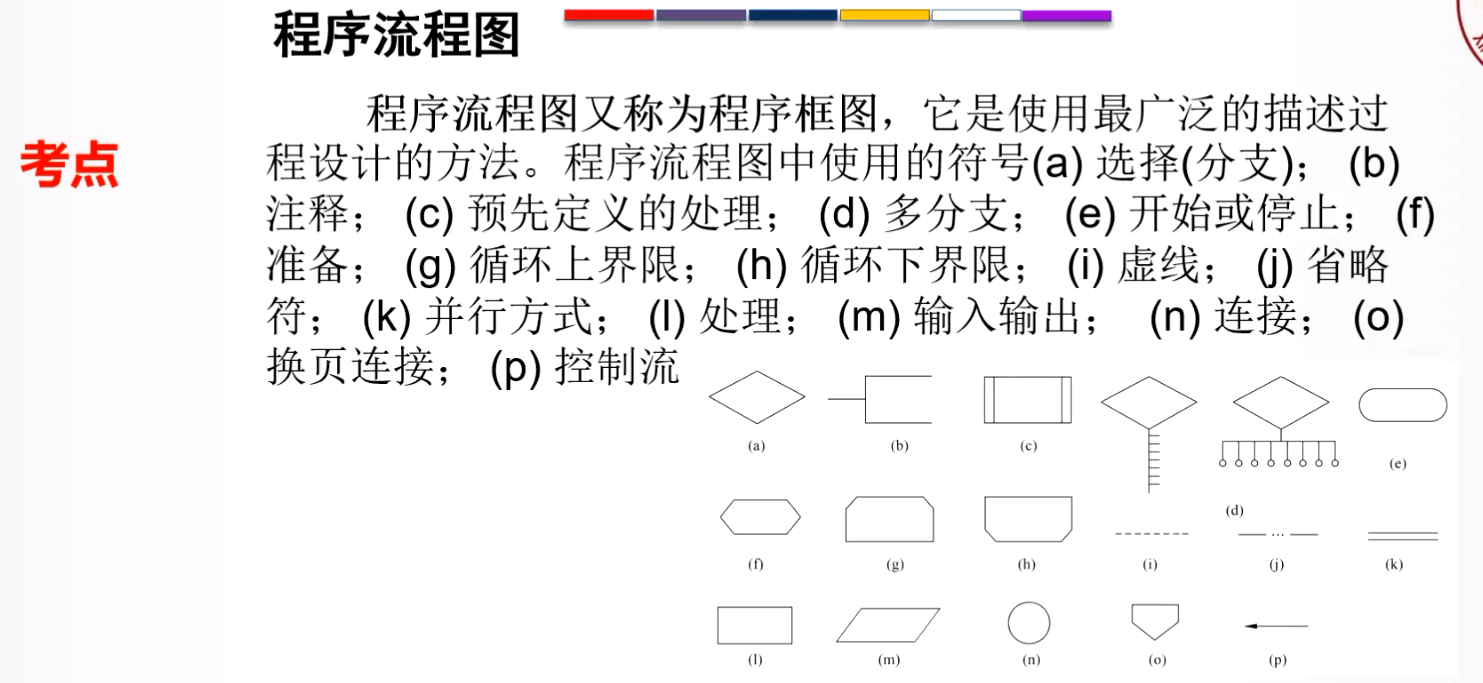 程序流程图
考点
程序流程图又称为程序框图，它是使用最广泛的描述过
程设计的方法。程序流程图中使用的符号(a) 选择(分支)； (b)
注释； (c) 预先定义的处理； (d) 多分支； (e) 开始或停止； (f)
准备； (g) 循环上界限； (h) 循环下界限； (i) 虚线； (j) 省略
符； (k) 并行方式； (l) 处理； (m) 输入输出； (n) 连接； (o)
换页连接； (p) 控制流
(a) (b) (c) (e)
(d)
(f) (g) (h) (i) (j) (k)
(l) (m) (n) (o) (p)